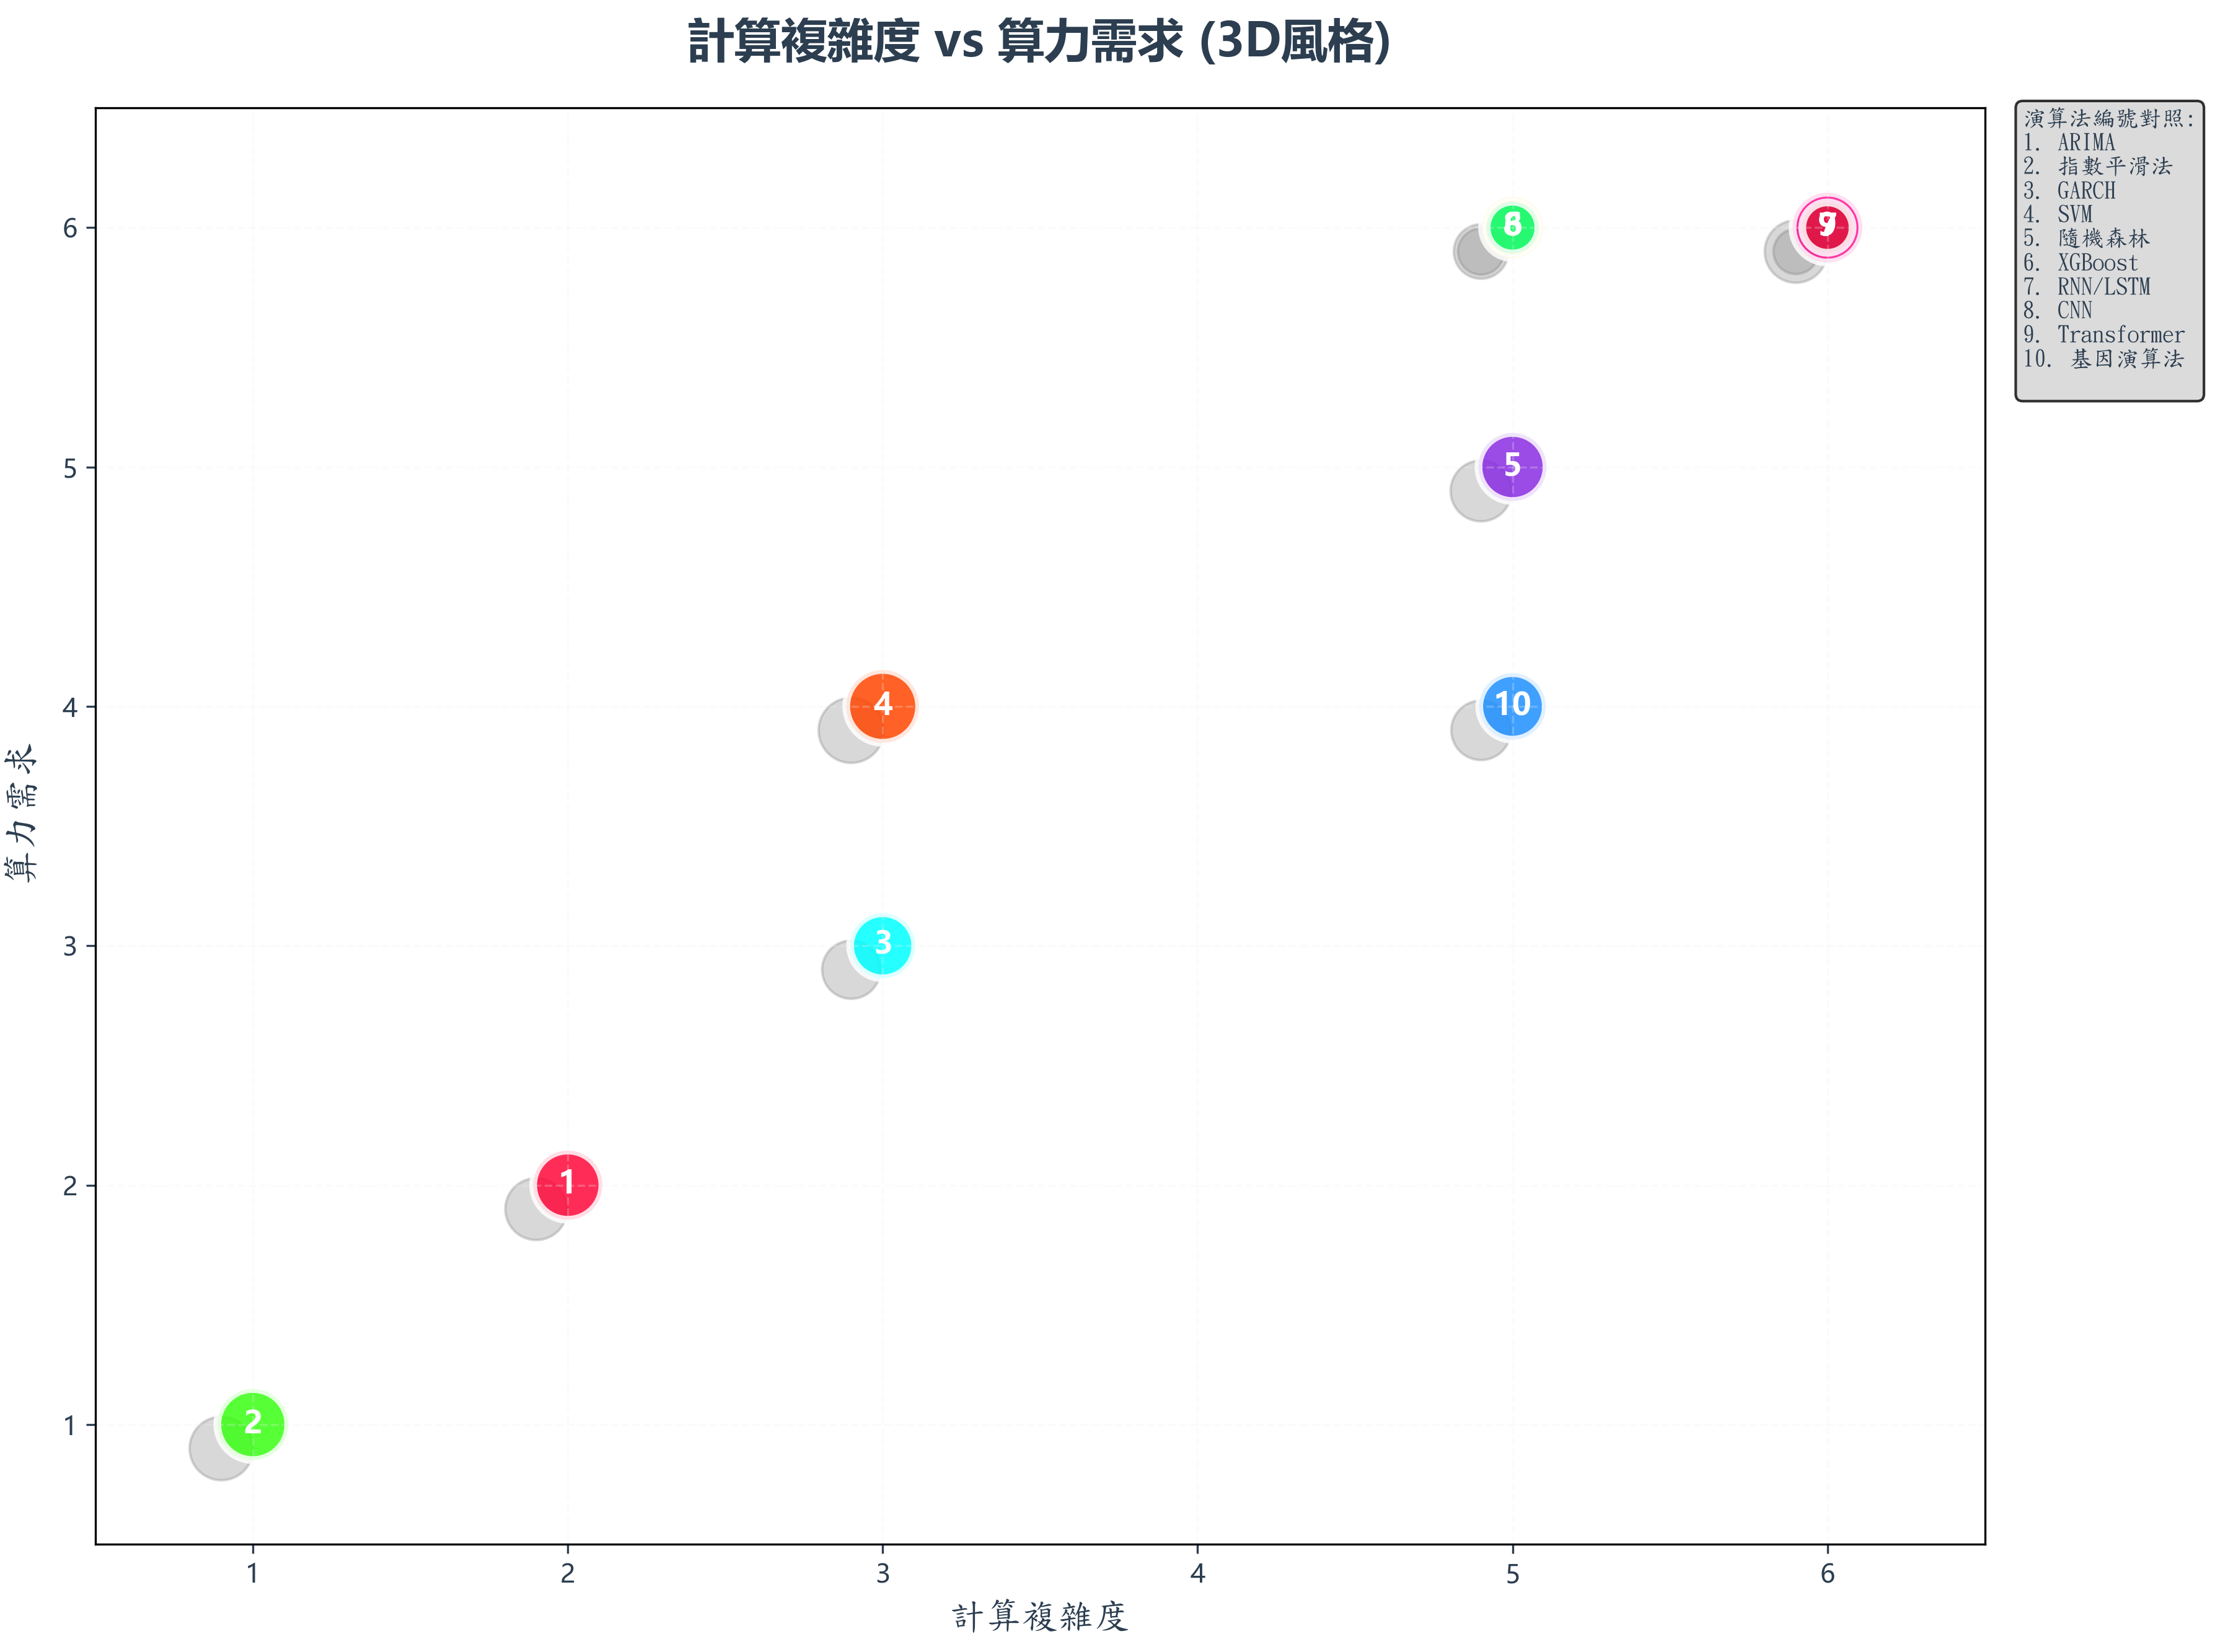 計算複雜度 vs 算力需求 (3D風格)
演算法編號對照:
1. ARIMA
2. 指數平滑法
3. GARCH
4. SVM
5. 隨機森林
6. XGBoost
7. RNN/LSTM
8. CNN
9. Transformer
10. 基因演算法
算力需求
6
5
4
3
2
1
8
9
5
4
10
3
1
2
1
2
3
4
5
6
計算複雜度